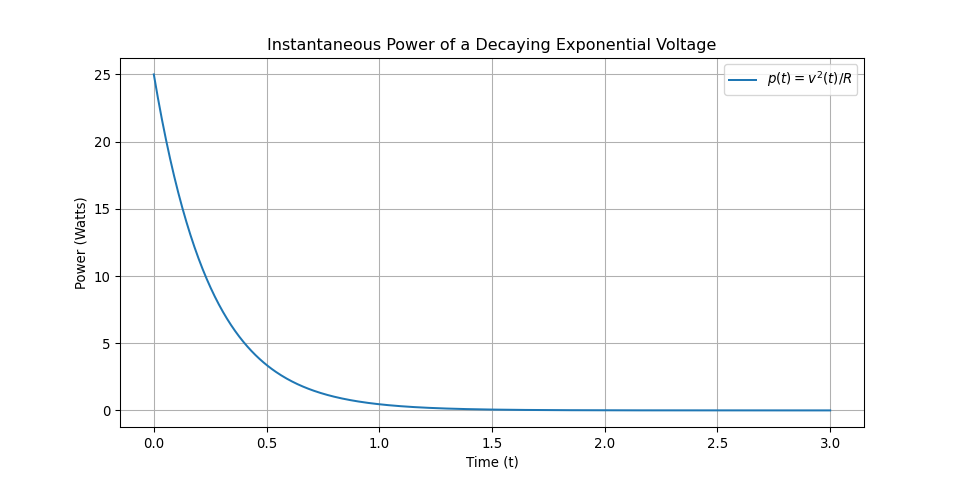 Instantaneous Power of a Decaying Exponential Voltage
p(t) = v²(t)/R
25
20
15
10
5
0
Power (Watts)
0.0 0.5 1.0 1.5 2.0 2.5 3.0
Time (t)